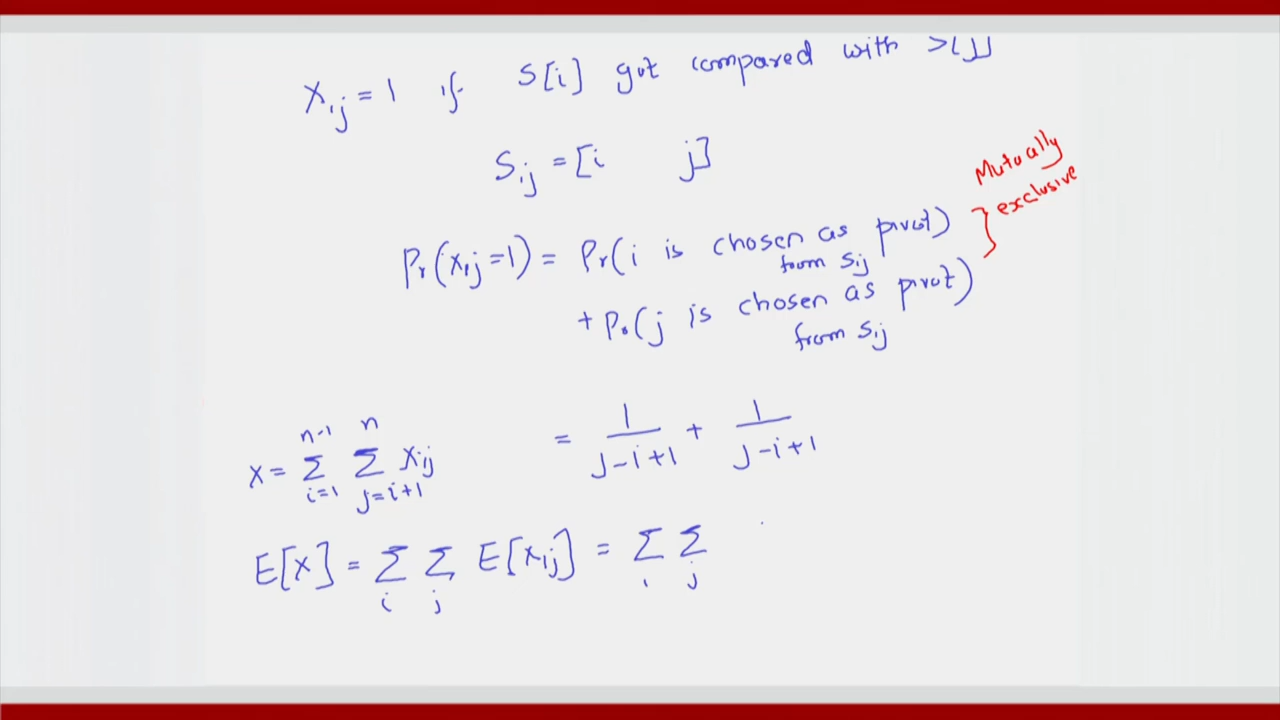 X_ij = 1 if S[i] got compared with S[j]
S_ij = [i j]
Mutually
exclusive
Pr(X_ij = 1) = Pr(i is chosen as pivot)
from S_ij
+ Pr(j is chosen as pivot)
from S_ij
= 1/(j-i+1) + 1/(j-i+1)
X = Σ_{i=1}^{n-1} Σ_{j=i+1}^{n} X_ij
E[X] = Σ_i Σ_j E[X_ij] = Σ_i Σ_j